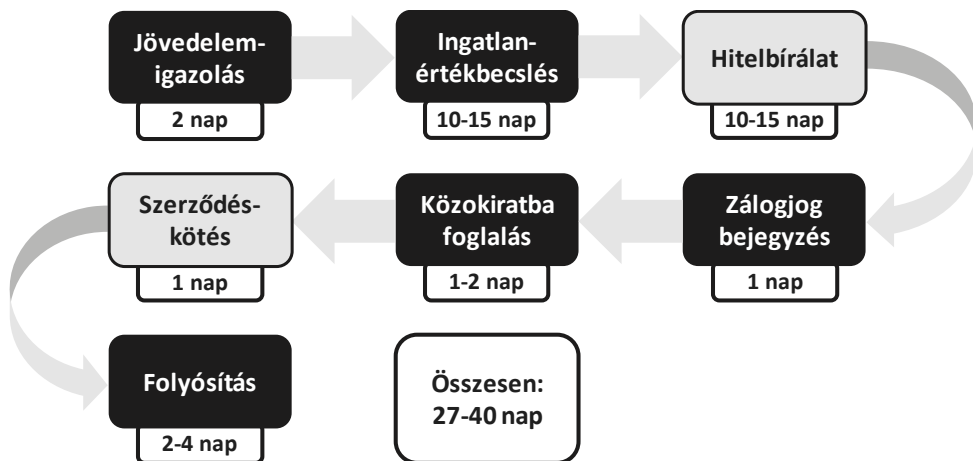 Jövedelem-
igazolás
2 nap
Ingatlan-
értékbecslés
10-15 nap
Hitelbírálat
10-15 nap
Zálogjog
bejegyzés
1 nap
Közokiratba
foglalás
1-2 nap
Szerződés-
kötés
1 nap
Folyósítás
2-4 nap
Összesen:
27-40 nap